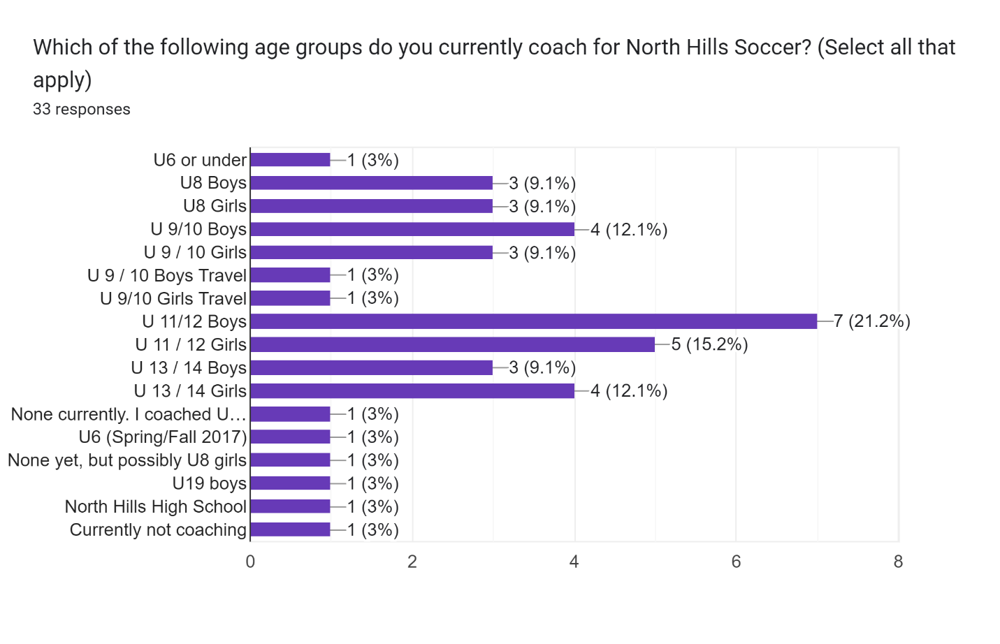 Which of the following age groups do you currently coach for North Hills Soccer? (Select all that
apply)
33 responses
U6 or under 1 (3%)
U8 Boys 3 (9.1%)
U8 Girls 3 (9.1%)
U 9/10 Boys 4 (12.1%)
U 9 / 10 Girls 3 (9.1%)
U 9 / 10 Boys Travel 1 (3%)
U 9/10 Girls Travel 1 (3%)
U 11/12 Boys 7 (21.2%)
U 11 / 12 Girls 5 (15.2%)
U 13 / 14 Boys 3 (9.1%)
U 13 / 14 Girls 4 (12.1%)
None currently. I coached U… 1 (3%)
U6 (Spring/Fall 2017) 1 (3%)
None yet, but possibly U8 girls 1 (3%)
U19 boys 1 (3%)
North Hills High School 1 (3%)
Currently not coaching 1 (3%)
0 2 4 6 8